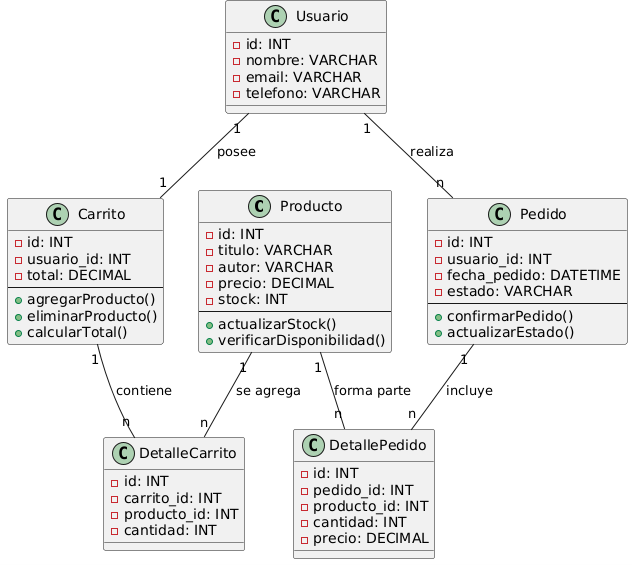 C Usuario
id: INT
nombre: VARCHAR
email: VARCHAR
telefono: VARCHAR
1
1
posee
realiza
1
n
C Carrito
id: INT
usuario_id: INT
total: DECIMAL
agregarProducto()
eliminarProducto()
calcularTotal()
C Producto
id: INT
titulo: VARCHAR
autor: VARCHAR
precio: DECIMAL
stock: INT
actualizarStock()
verificarDisponibilidad()
C Pedido
id: INT
usuario_id: INT
fecha_pedido: DATETIME
estado: VARCHAR
confirmarPedido()
actualizarEstado()
1
1
1
1
contiene
se agrega
forma parte
incluye
n
n
n
n
C DetalleCarrito
id: INT
carrito_id: INT
producto_id: INT
cantidad: INT
C DetallePedido
id: INT
pedido_id: INT
producto_id: INT
cantidad: INT
precio: DECIMAL